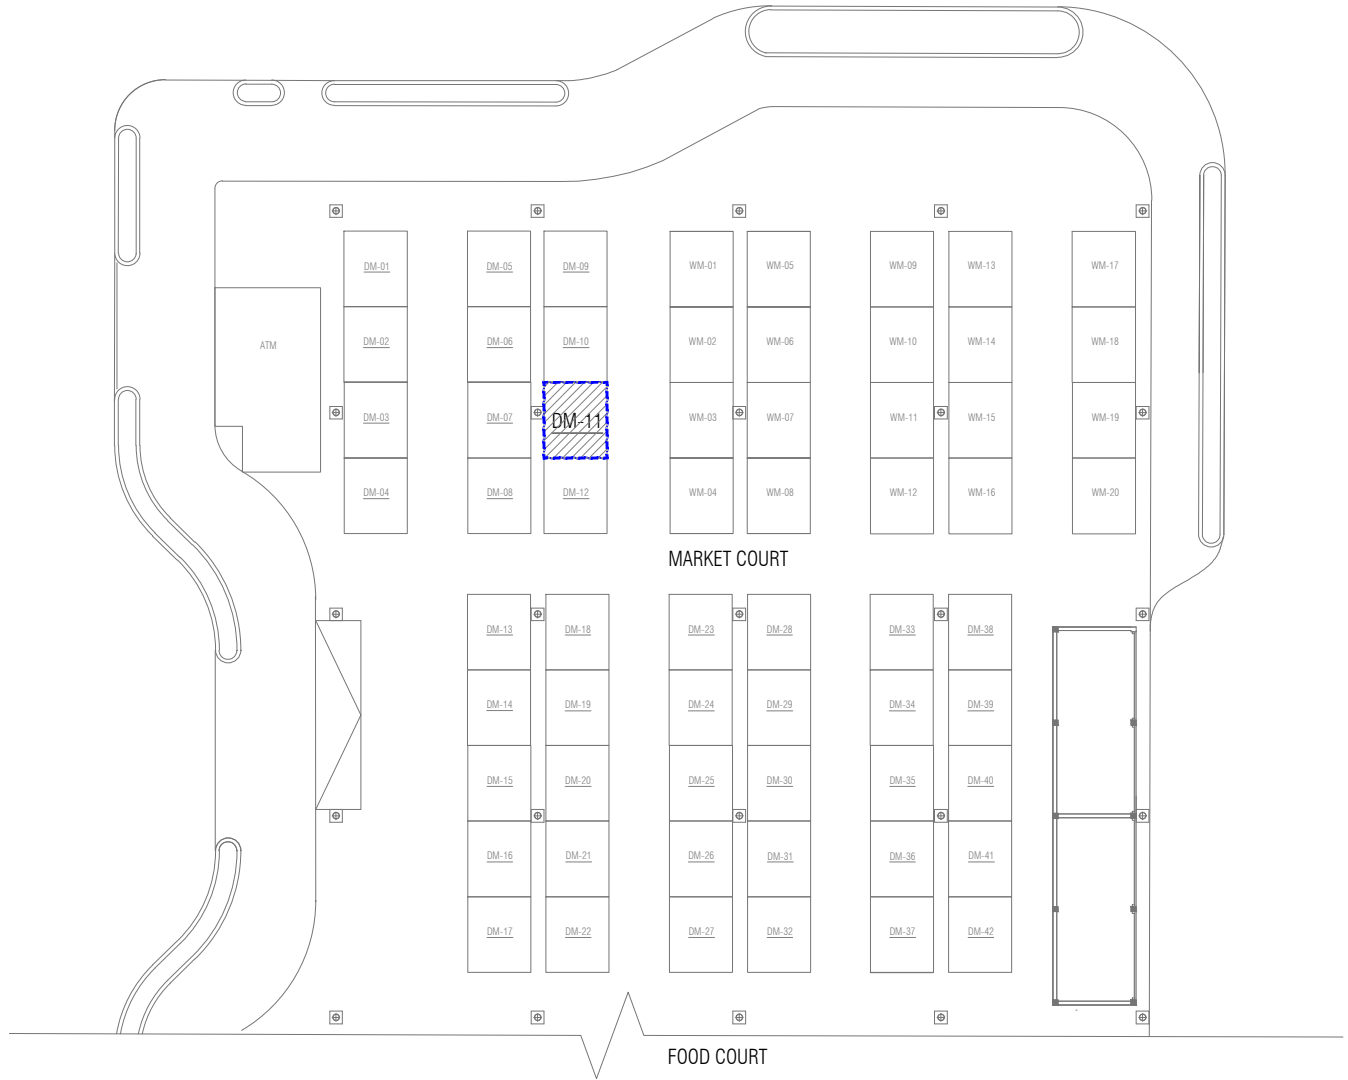 DM-01 DM-05 DM-09 WM-01 WM-05 WM-09 WM-13 WM-17
ATM DM-02 DM-06 DM-10 WM-02 WM-06 WM-10 WM-14 WM-18
DM-03 DM-07 DM-11 WM-03 WM-07 WM-11 WM-15 WM-19
DM-04 DM-08 DM-12 WM-04 WM-08 WM-12 WM-16 WM-20
MARKET COURT
DM-13 DM-18 DM-23 DM-28 DM-33 DM-38
DM-14 DM-19 DM-24 DM-29 DM-34 DM-39
DM-15 DM-20 DM-25 DM-30 DM-35 DM-40
DM-16 DM-21 DM-26 DM-31 DM-36 DM-41
DM-17 DM-22 DM-27 DM-32 DM-37 DM-42
FOOD COURT